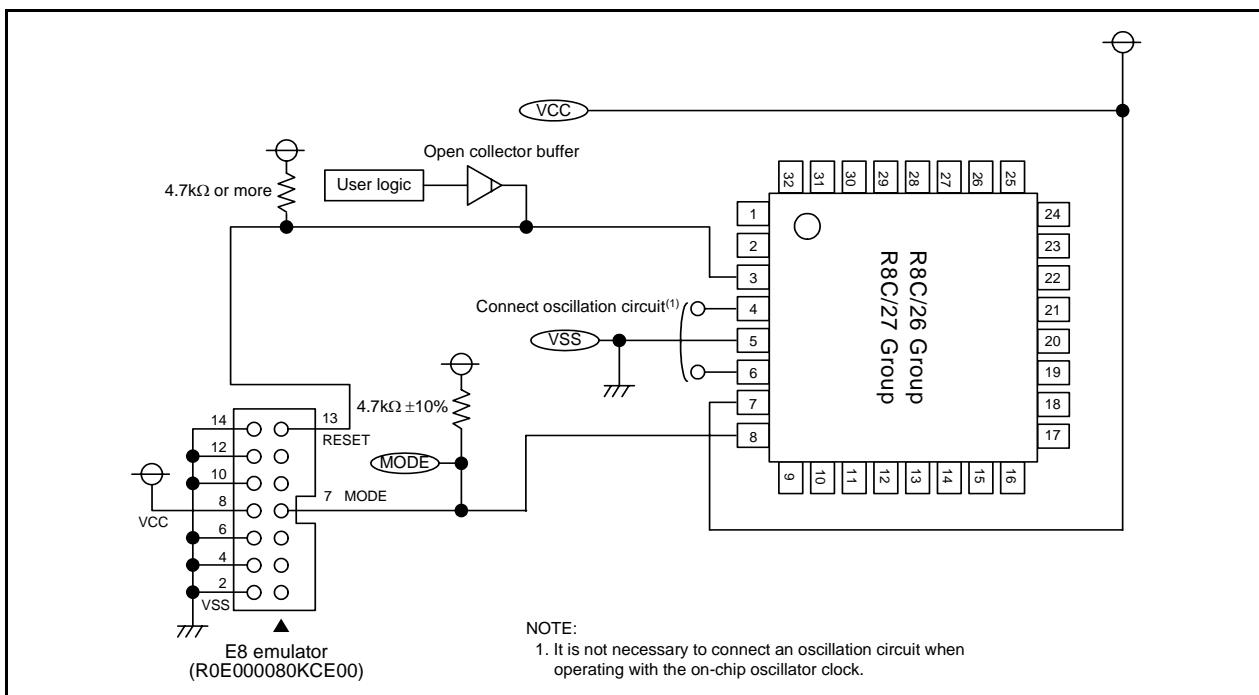 VCC
Open collector buffer
4.7kΩ or more
User logic
32 31 30 29 28 27 26 25
1
2
3
4
5
6
7
8
24
23
22
21
20
19
18
17
9 10 11 12 13 14 15 16
R8C/26 Group
R8C/27 Group
Connect oscillation circuit(1)
VSS
4.7kΩ ±10%
MODE
14
13
RESET
12
10
8
VCC
7 MODE
6
4
2
VSS
E8 emulator
(R0E000080KCE00)
NOTE:
1. It is not necessary to connect an oscillation circuit when
operating with the on-chip oscillator clock.